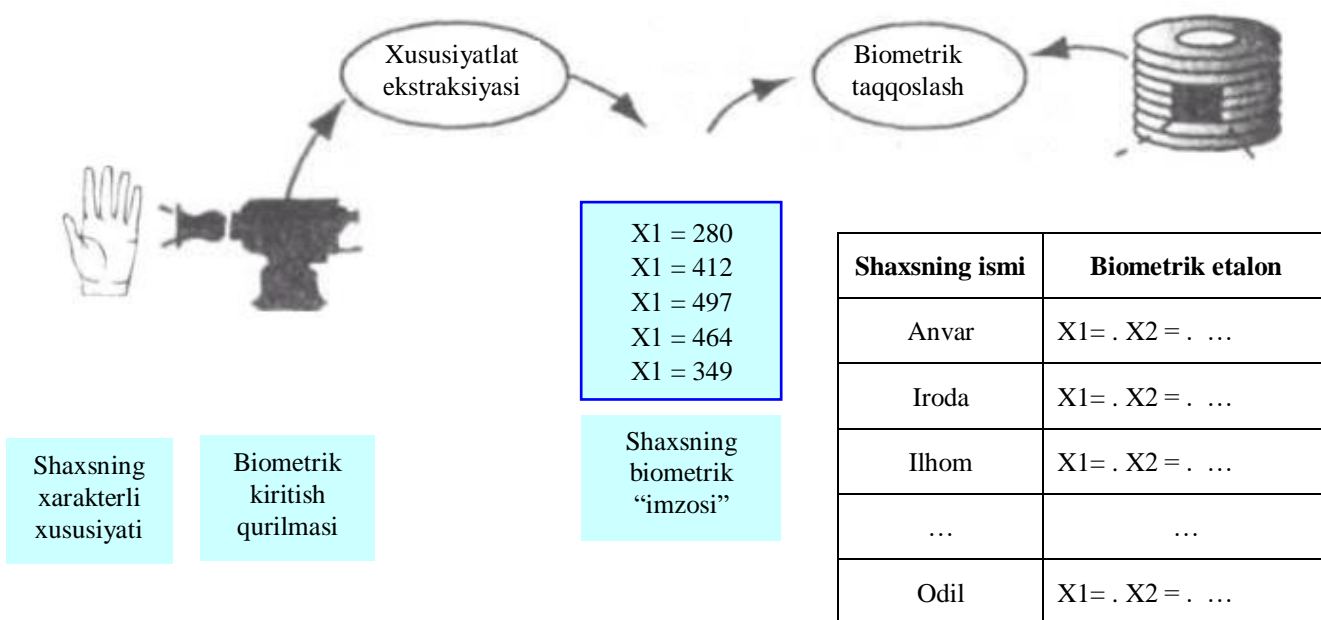 Xususiyatlat
ekstraksiyasi
Biometrik
taqqoslash
X1 = 280
X1 = 412
X1 = 497
X1 = 464
X1 = 349
Shaxsning
xarakterli
xususiyati
Biometrik
kiritish
qurilmasi
Shaxsning
biometrik
“imzosi”
Shaxsning ismi Biometrik etalon
Anvar X1= . X2 = . …
Iroda X1= . X2 = . …
Ilhom X1= . X2 = . …
… …
Odil X1= . X2 = . …